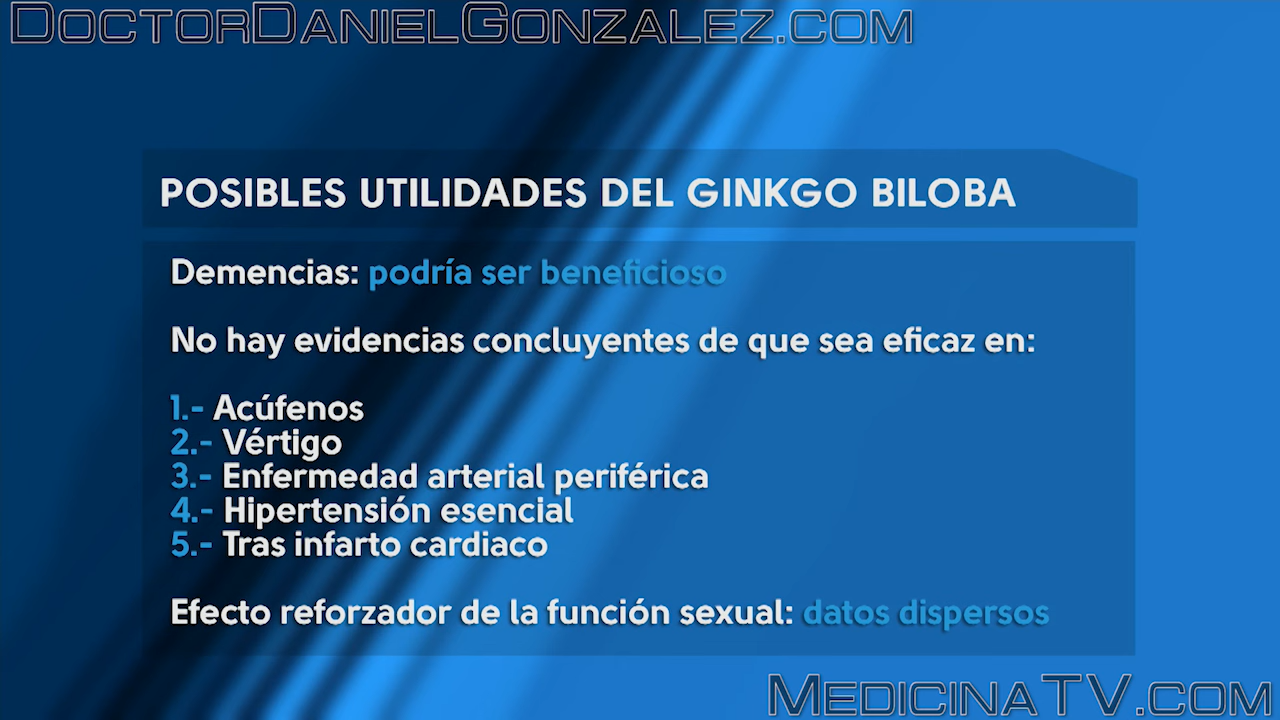 DOCTORDANIELGONZALEZ.COM
POSIBLES UTILIDADES DEL GINKGO BILOBA
Demencias: podría ser beneficioso
No hay evidencias concluyentes de que sea eficaz en:
1.- Acúfenos
2.- Vértigo
3.- Enfermedad arterial periférica
4.- Hipertensión esencial
5.- Tras infarto cardiaco
Efecto reforzador de la función sexual: datos dispersos
MEDICINATV.COM